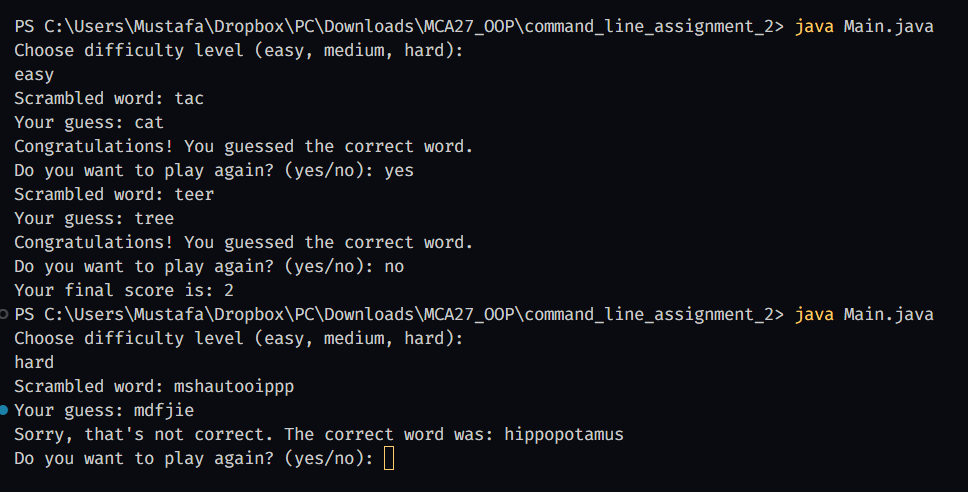 PS C:\Users\Mustafa\Dropbox\PC\Downloads\MCA27_OOP\command_line_assignment_2> java Main.java
Choose difficulty level (easy, medium, hard):
easy
Scrambled word: tac
Your guess: cat
Congratulations! You guessed the correct word.
Do you want to play again? (yes/no): yes
Scrambled word: teer
Your guess: tree
Congratulations! You guessed the correct word.
Do you want to play again? (yes/no): no
Your final score is: 2
PS C:\Users\Mustafa\Dropbox\PC\Downloads\MCA27_OOP\command_line_assignment_2> java Main.java
Choose difficulty level (easy, medium, hard):
hard
Scrambled word: mshautooippp
Your guess: mdfjie
Sorry, that's not correct. The correct word was: hippopotamus
Do you want to play again? (yes/no):